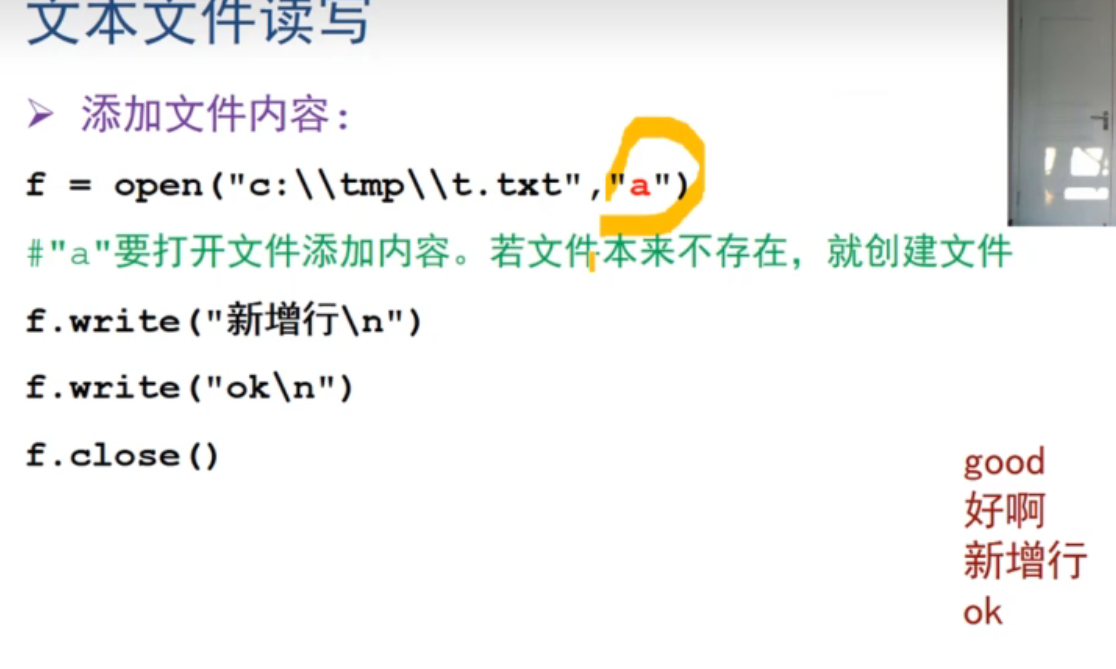 文本文件读写
➢ 添加文件内容:
f = open("c:\\tmp\\t.txt","a")
#"a"要打开文件添加内容。若文件本来不存在，就创建文件
f.write("新增行\n")
f.write("ok\n")
f.close()
good
好啊
新增行
ok